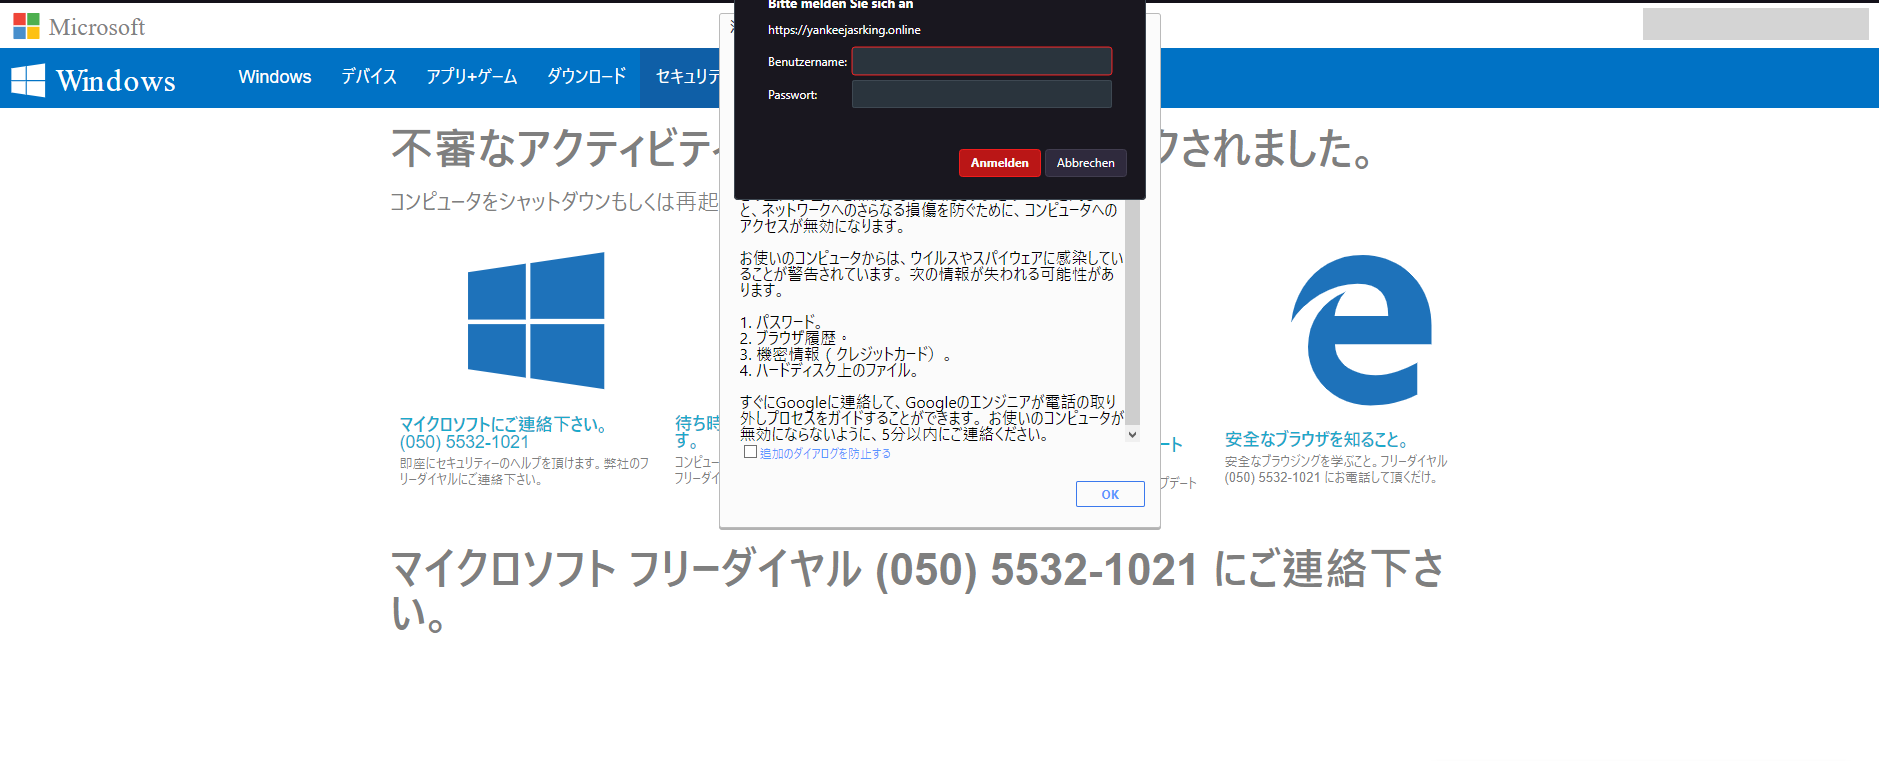 Microsoft
Windows
Windows デバイス アプリ+ゲーム ダウンロード セキュリテ
Bitte melden Sie sich an
https://yankeejasrking.online
Benutzername:
Passwort:
Anmelden Abbrechen
不審なアクティビティ
クされました。
コンピュータをシャットダウンもしくは再起
と、ネットワークへのさらなる損傷を防ぐために、コンピュータへの
アクセスが無効になります。
お使いのコンピュータからは、ウイルスやスパイウェアに感染してい
ることが警告されています。 次の情報が失われる可能性があ
ります。
1. パスワード。
2. ブラウザ履歴 。
3. 機密情報 ( クレジットカード） 。
4. ハードディスク上のファイル。
すぐにGoogleに連絡して、Googleのエンジニアが電話の取り
外しプロセスをガイドすることができます。 お使いのコンピュータが
無効にならないように、5分以内にご連絡ください。
追加のダイアログを防止する
OK
マイクロソフトにご連絡下さい。
(050) 5532-1021
即座にセキュリティーのヘルプを頂けます。弊社のフ
リーダイヤルにご連絡下さい。
待ち時
す。
コンピュー
フリーダイ
ート
プデート
安全なブラウザを知ること。
安全なブラウジングを学ぶこと。フリーダイヤル
(050) 5532-1021 にお電話して頂くだけ。
マイクロソフト フリーダイヤル (050) 5532-1021 にご連絡下さ
い。